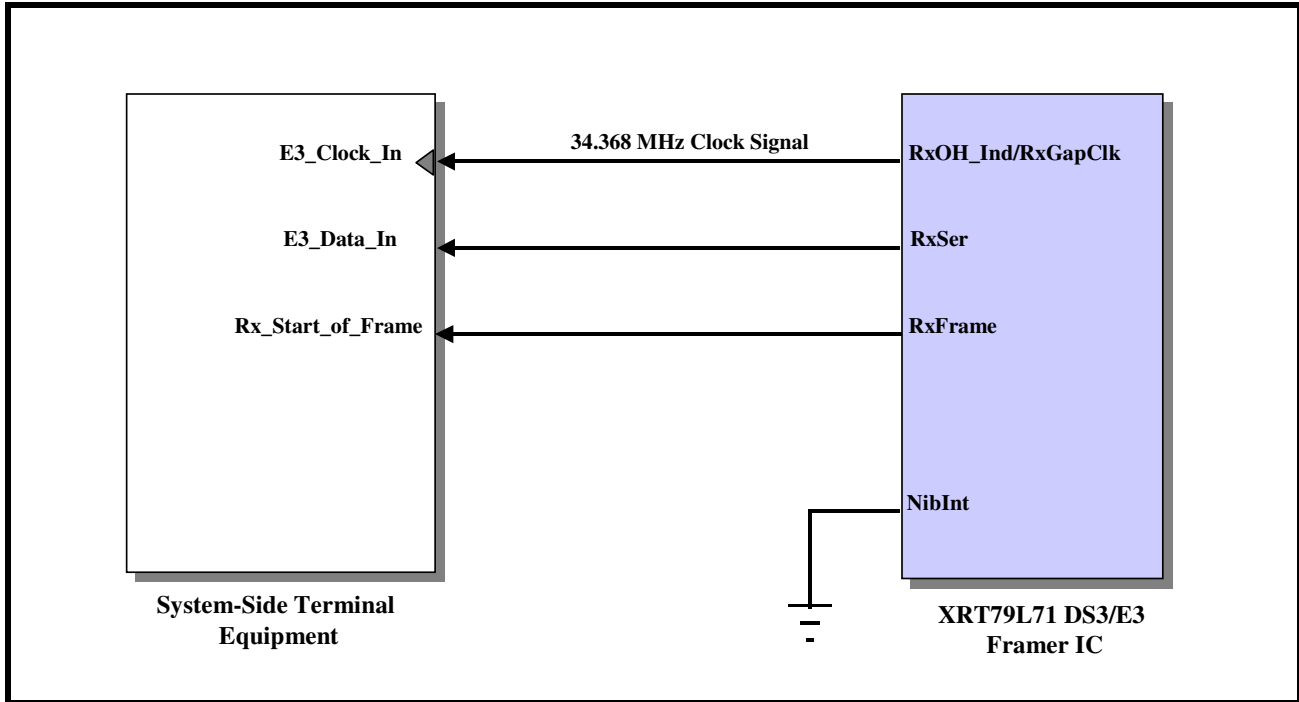 34.368 MHz Clock Signal
E3_Clock_In
RxOH_Ind/RxGapClk
E3_Data_In
RxSer
Rx_Start_of_Frame
RxFrame
NibInt
System-Side Terminal
Equipment
XRT79L71 DS3/E3
Framer IC